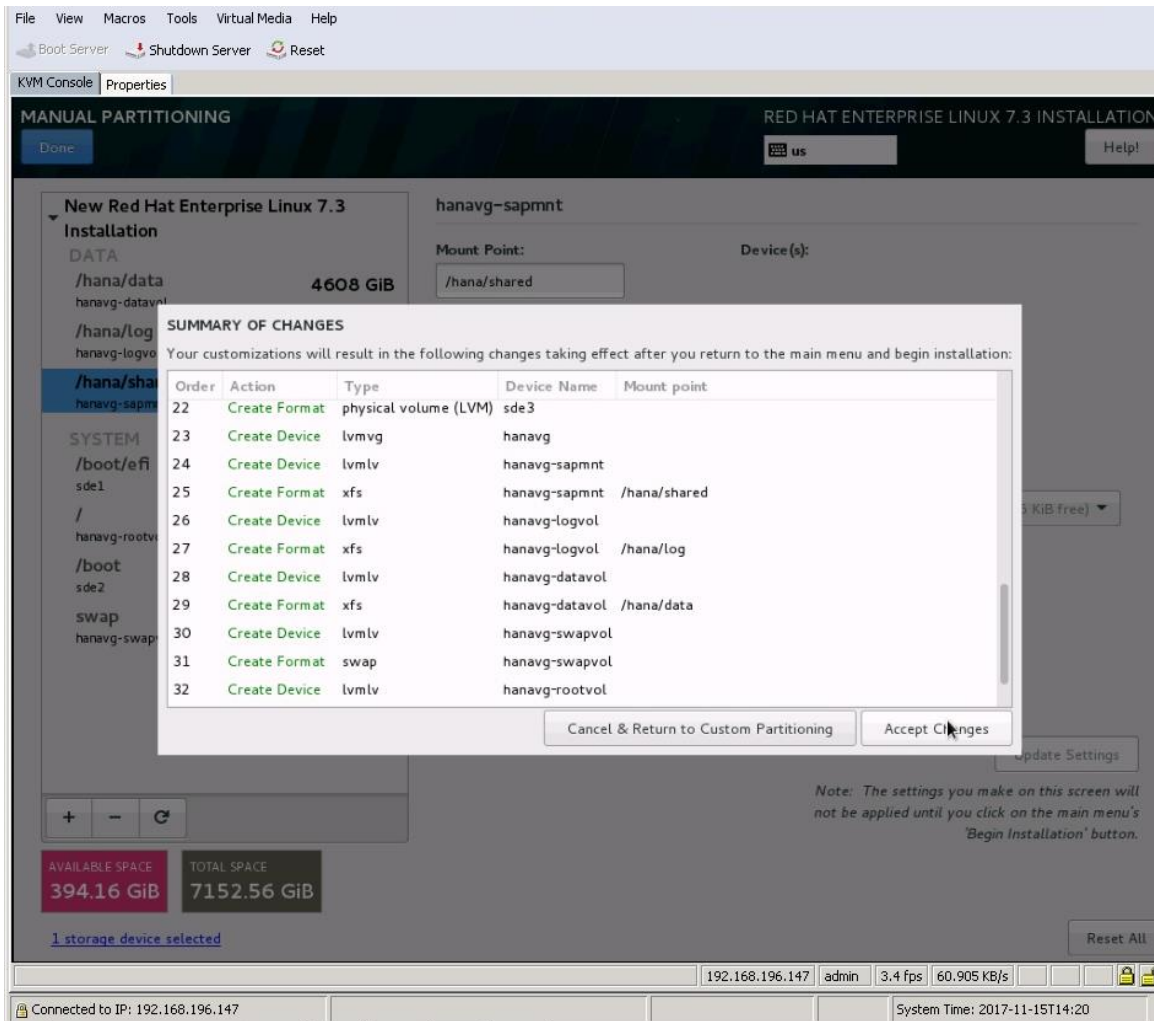 File View Macros Tools Virtual Media Help
Boot Server Shutdown Server Reset
KVM Console Properties
MANUAL PARTITIONING RED HAT ENTERPRISE LINUX 7.3 INSTALLATION
Done us Help!
New Red Hat Enterprise Linux 7.3
Installation
hanavg-sapmnt
DATA
Mount Point: Device(s):
/hana/data 4608 GiB
/hana/shared
hanavg-datavol
/hana/log
hanavg-logvo
/hana/sha
hanavg-sapm
SYSTEM
/boot/efi
sde1
/
hanavg-rootv
/boot
sde2
swap
hanavg-swap
SUMMARY OF CHANGES
Your customizations will result in the following changes taking effect after you return to the main menu and begin installation:
Order Action Type Device Name Mount point
22 Create Format physical volume (LVM) sde3
23 Create Device lvmvg hanavg
24 Create Device lvmlv hanavg-sapmnt
25 Create Format xfs hanavg-sapmnt /hana/shared
26 Create Device lvmlv hanavg-logvol
27 Create Format xfs hanavg-logvol /hana/log
28 Create Device lvmlv hanavg-datavol
29 Create Format xfs hanavg-datavol /hana/data
30 Create Device lvmlv hanavg-swapvol
31 Create Format swap hanavg-swapvol
32 Create Device lvmlv hanavg-rootvol
Cancel & Return to Custom Partitioning Accept Changes
KiB free)
Update Settings
Note: The settings you make on this screen will
not be applied until you click on the main menu's
'Begin Installation' button.
+ −
AVAILABLE SPACE TOTAL SPACE
394.16 GiB 7152.56 GiB
1 storage device selected
Reset All
192.168.196.147 admin 3.4 fps 60.905 KB/s
Connected to IP: 192.168.196.147 System Time: 2017-11-15T14:20